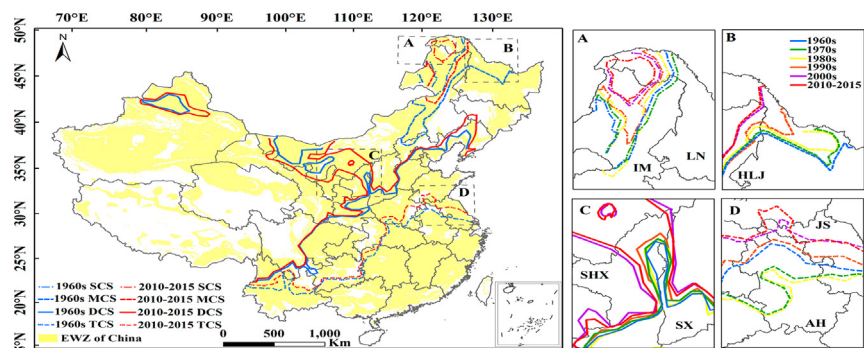 70°E 80°E 90°E 100°E 110°E 120°E 130°E
50°N
45°N
40°N
35°N
30°N
25°N
20°N
N
A
B
C
D
1960s SCS
1960s MCS
1960s DCS
1960s TCS
EWZ of China
2010-2015 SCS
2010-2015 MCS
2010-2015 DCS
2010-2015 TCS
0 500 1,000
Km
A
IM
LN
B
1960s
1970s
1980s
1990s
2000s
2010-2015
HLJ
C
SHX
SX
D
JS
AH